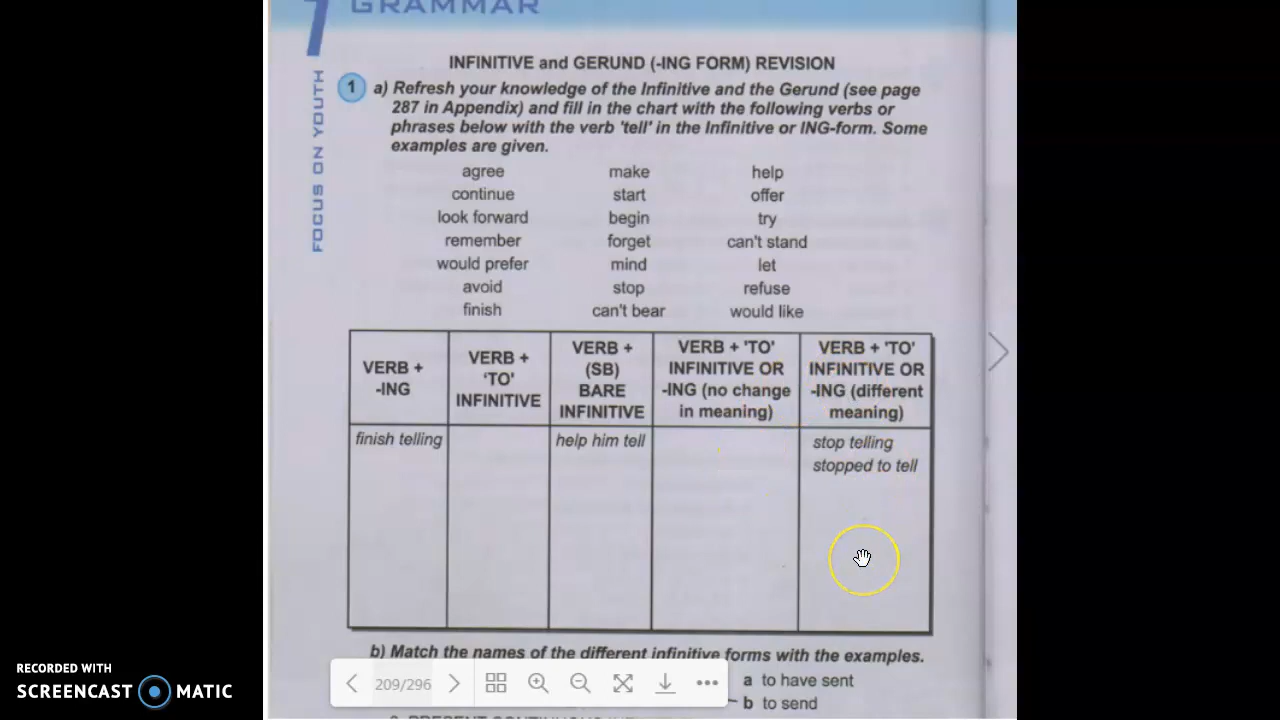 GRAMMAR
7
FOCUS ON YOUTH
INFINITIVE and GERUND (-ING FORM) REVISION
1 a) Refresh your knowledge of the Infinitive and the Gerund (see page
287 in Appendix) and fill in the chart with the following verbs or
phrases below with the verb 'tell' in the Infinitive or ING-form. Some
examples are given.
agree make help
continue start offer
look forward begin try
remember forget can't stand
would prefer mind let
avoid stop refuse
finish can't bear would like
VERB +
-ING
VERB +
'TO'
INFINITIVE
VERB +
(SB)
BARE
INFINITIVE
VERB + 'TO'
INFINITIVE OR
-ING (no change
in meaning)
VERB + 'TO'
INFINITIVE OR
-ING (different
meaning)
finish telling
help him tell
stop telling
stopped to tell
b) Match the names of the different infinitive forms with the examples.
a to have sent
b to send
209/296
RECORDED WITH
SCREENCAST MATIC